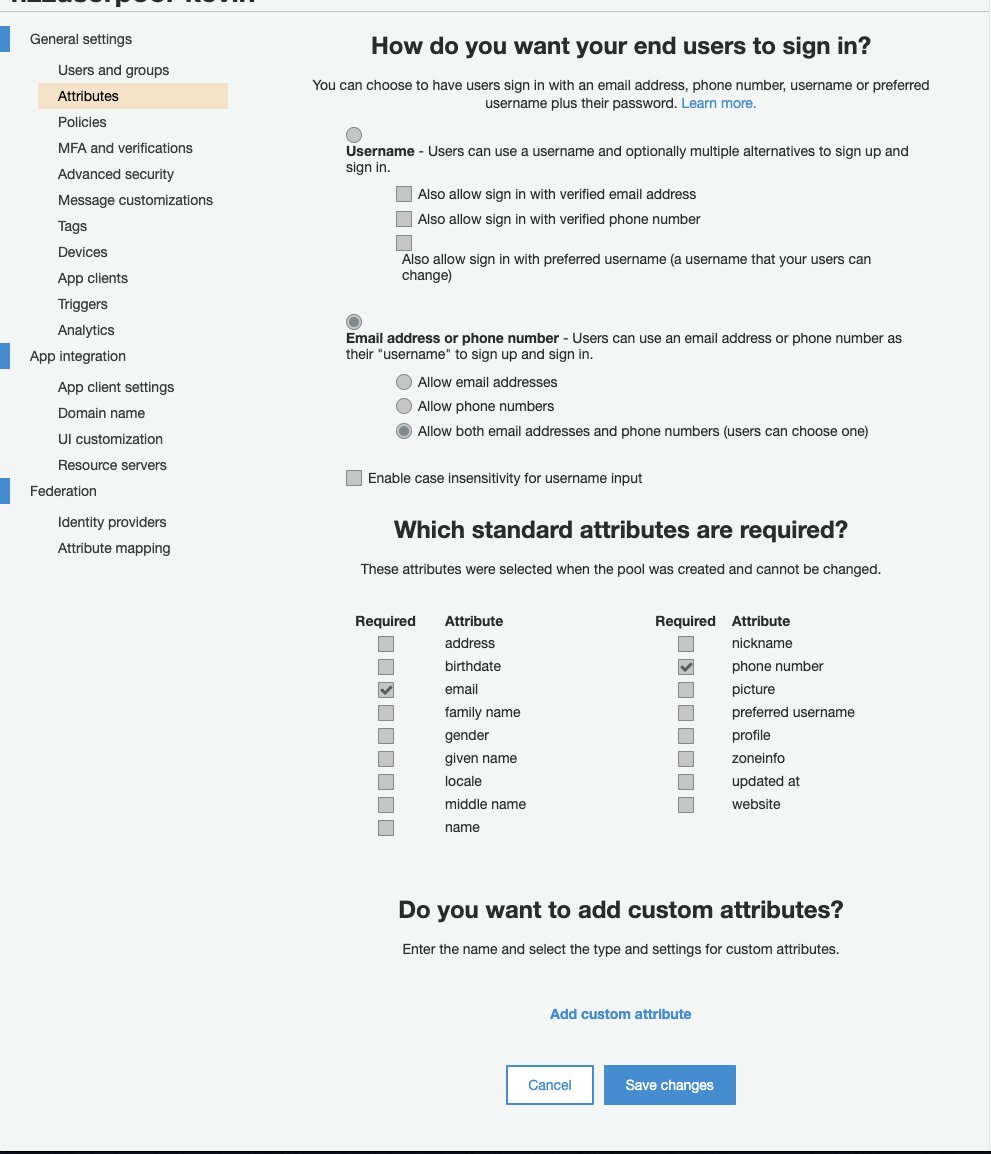 General settings
Users and groups
Attributes
Policies
MFA and verifications
Advanced security
Message customizations
Tags
Devices
App clients
Triggers
Analytics
App integration
App client settings
Domain name
UI customization
Resource servers
Federation
Identity providers
Attribute mapping
How do you want your end users to sign in?
You can choose to have users sign in with an email address, phone number, username or preferred
username plus their password. Learn more.
Username - Users can use a username and optionally multiple alternatives to sign up and
sign in.
Also allow sign in with verified email address
Also allow sign in with verified phone number
Also allow sign in with preferred username (a username that your users can
change)
Email address or phone number - Users can use an email address or phone number as
their "username" to sign up and sign in.
Allow email addresses
Allow phone numbers
Allow both email addresses and phone numbers (users can choose one)
Enable case insensitivity for username input
Which standard attributes are required?
These attributes were selected when the pool was created and cannot be changed.
Required Attribute
address
birthdate
email
family name
gender
given name
locale
middle name
name
Required Attribute
nickname
phone number
picture
preferred username
profile
zoneinfo
updated at
website
Do you want to add custom attributes?
Enter the name and select the type and settings for custom attributes.
Add custom attribute
Cancel Save changes